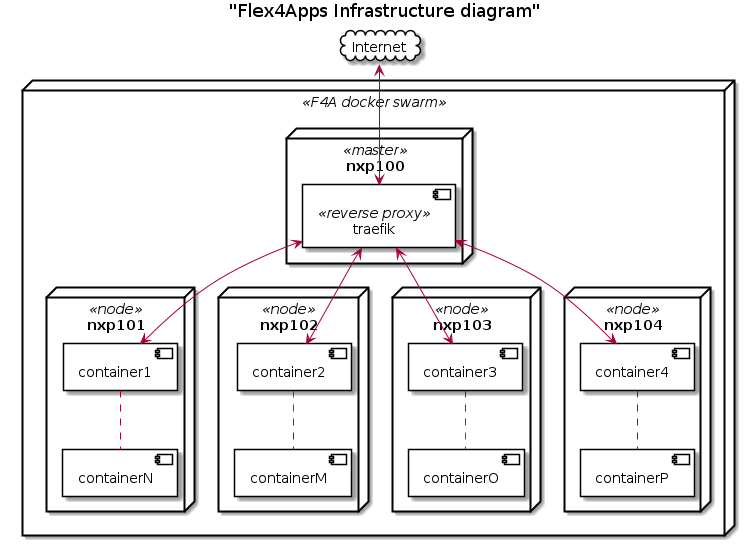 "Flex4Apps Infrastructure diagram"
Internet
«F4A docker swarm»
«master»
nxp100
«reverse proxy»
traefik
«node»
nxp101
container1
containerN
«node»
nxp102
container2
containerM
«node»
nxp103
container3
containerO
«node»
nxp104
container4
containerP